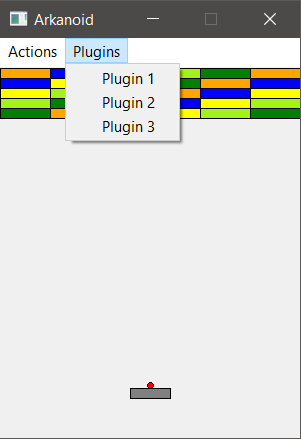 Arkanoid
Actions Plugins
Plugin 1
Plugin 2
Plugin 3